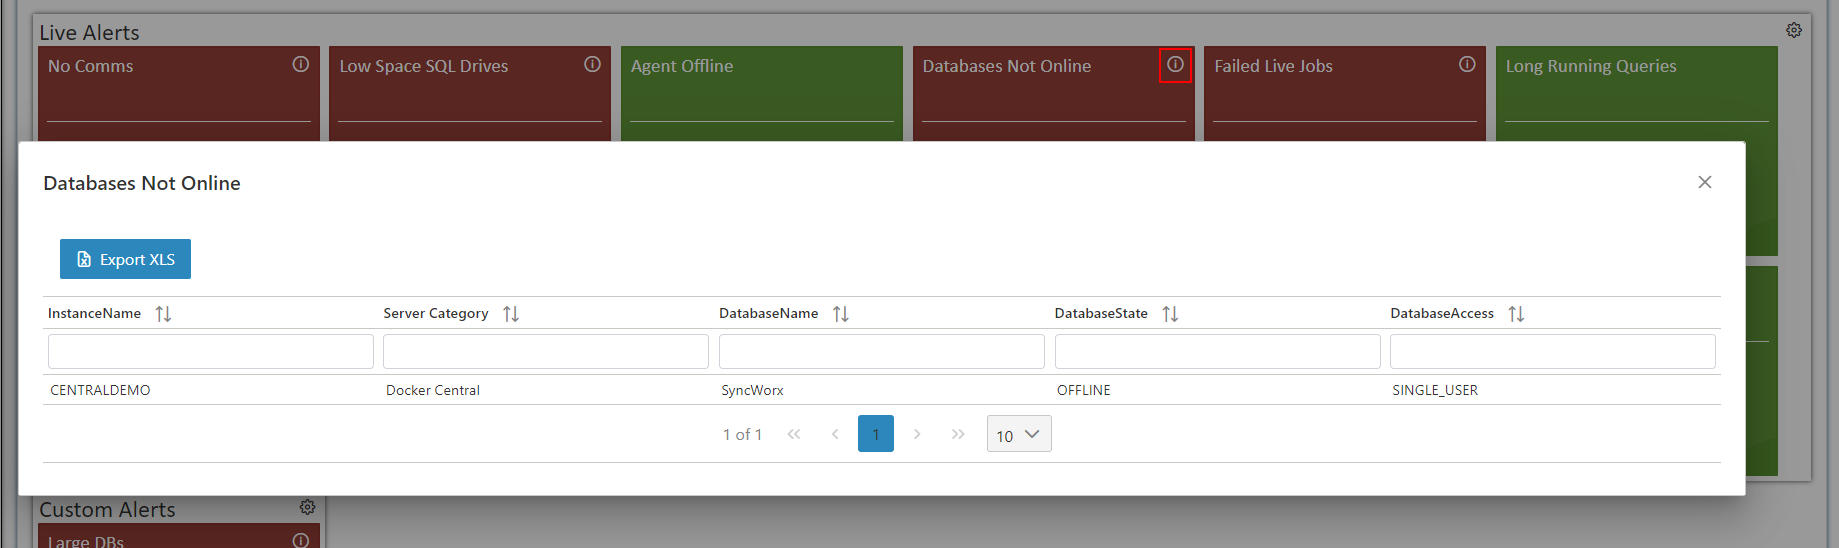 Live Alerts
No Comms
Low Space SQL Drives
Agent Offline
Databases Not Online
Failed Live Jobs
Long Running Queries
Databases Not Online
Export XLS
InstanceName Server Category DatabaseName DatabaseState DatabaseAccess
CENTRALDEMO Docker Central SyncWorx OFFLINE SINGLE_USER
1 of 1 << < 1 > >> 10
Custom Alerts
Large DBs